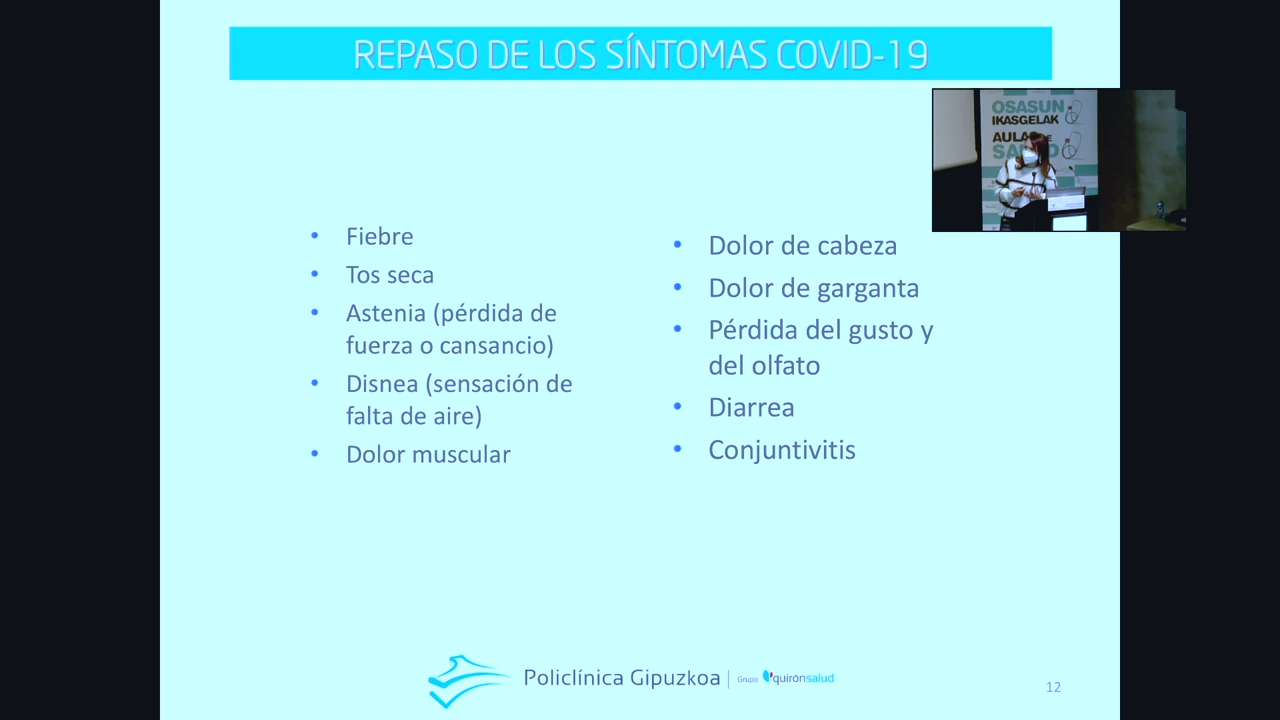 REPASO DE LOS SÍNTOMAS COVID-19
OSASUN
IKASGELAK
AULAS DE
SALUD
• Fiebre
• Tos seca
• Astenia (pérdida de
fuerza o cansancio)
• Disnea (sensación de
falta de aire)
• Dolor muscular
• Dolor de cabeza
• Dolor de garganta
• Pérdida del gusto y
del olfato
• Diarrea
• Conjuntivitis
Policlínica Gipuzkoa | Grupo quirónsalud
12